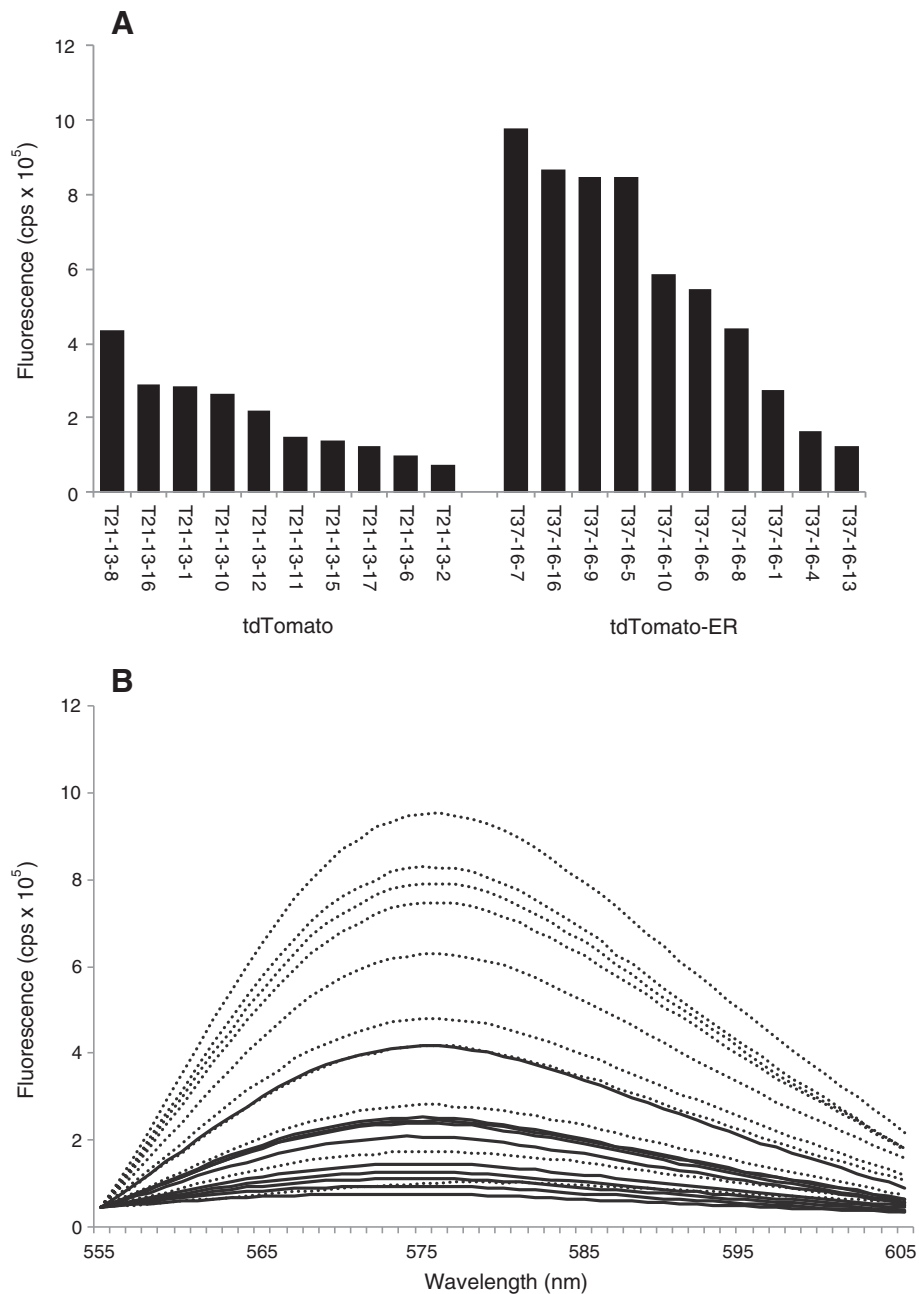 A
Fluorescence (cps x 10⁵)
12
10
8
6
4
2
0
T21-13-8
T21-13-16
T21-13-1
T21-13-10
T21-13-12
T21-13-11
T21-13-15
T21-13-17
T21-13-6
T21-13-2
T37-16-7
T37-16-16
T37-16-9
T37-16-5
T37-16-10
T37-16-6
T37-16-8
T37-16-1
T37-16-4
T37-16-13
tdTomato
tdTomato-ER
B
Fluorescence (cps x 10⁵)
12
10
8
6
4
2
0
555
565
575
585
595
605
Wavelength (nm)